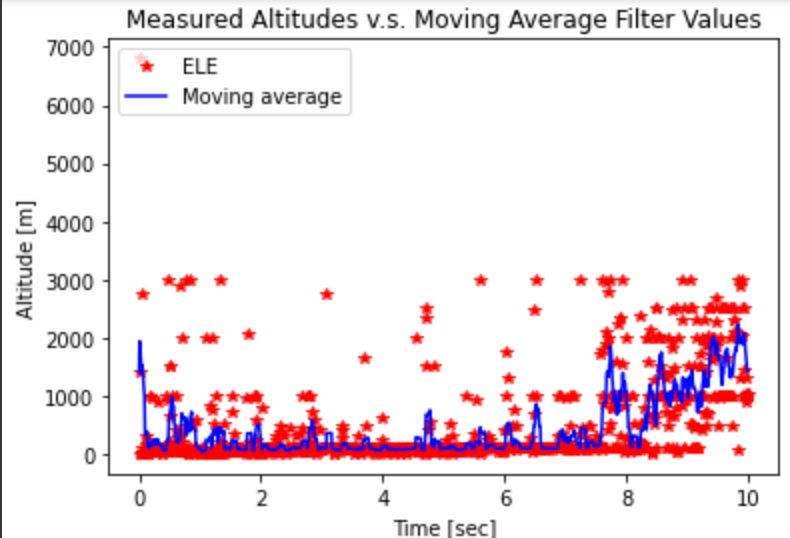 Measured Altitudes v.s. Moving Average Filter Values
7000
6000
5000
4000
3000
2000
1000
0
Altitude [m]
ELE
Moving average
0 2 4 6 8 10
Time [sec]